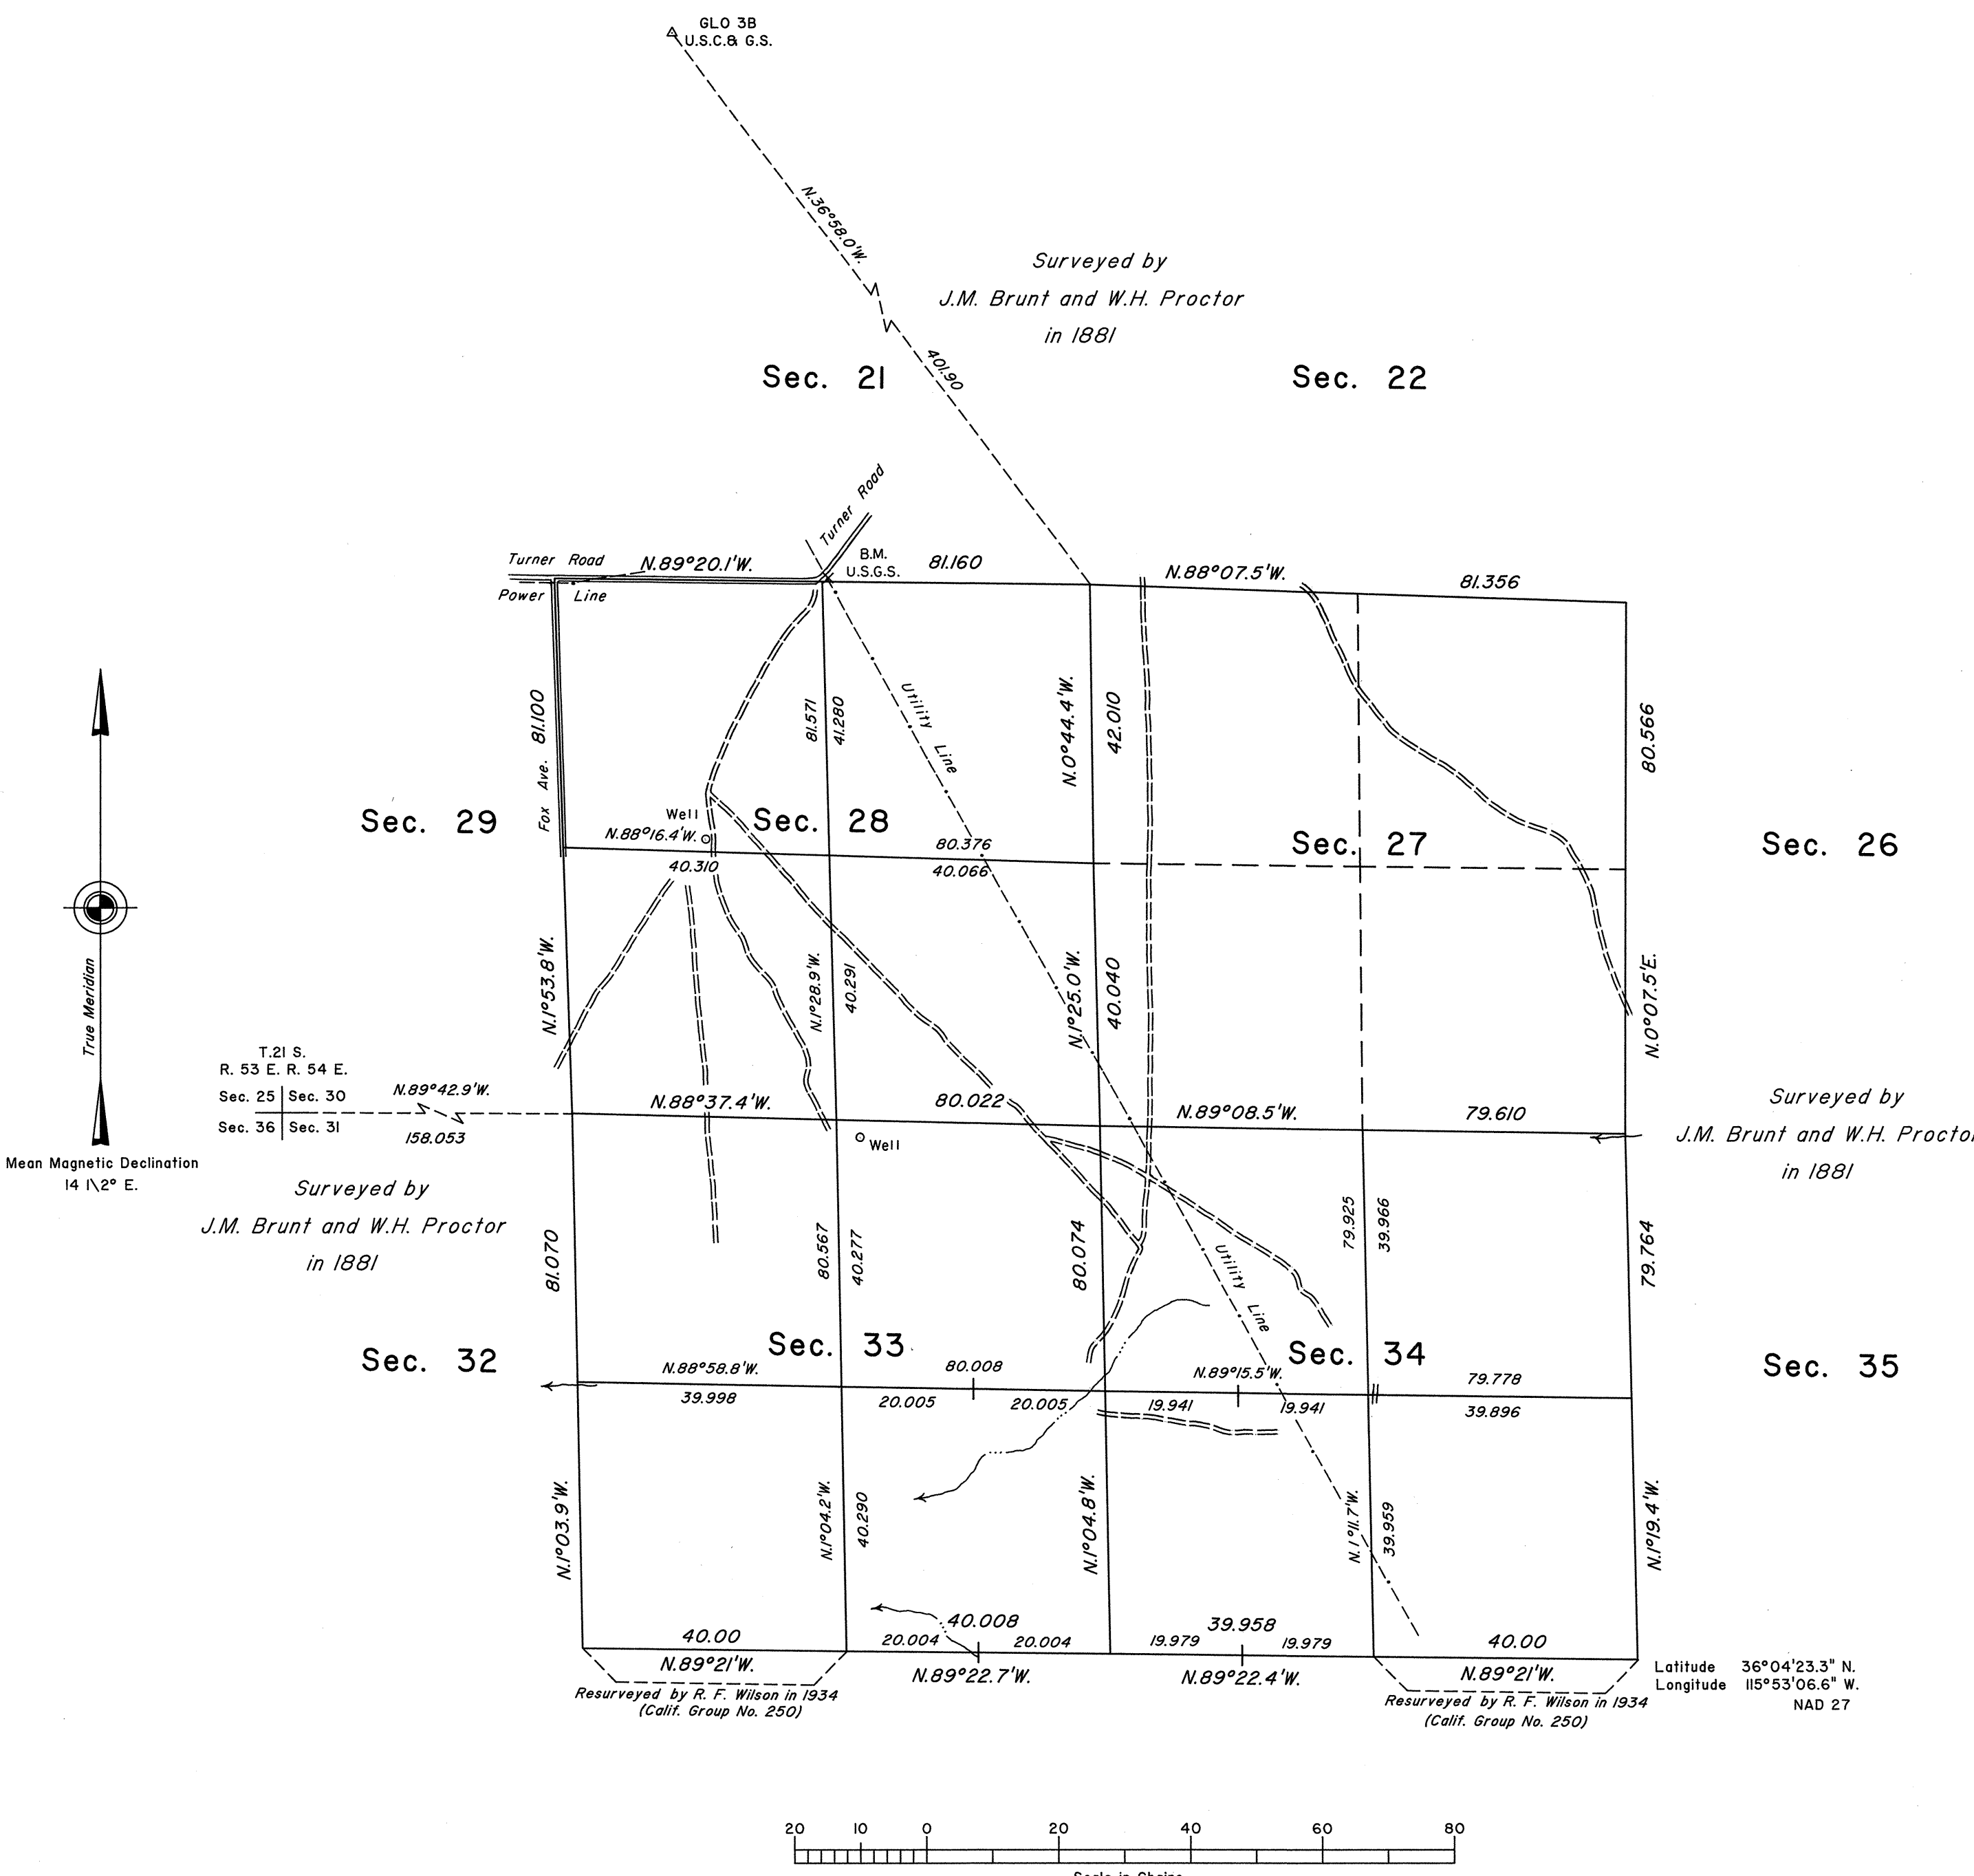 GLO 3B
U.S.C.& G.S.
N.36°58.0'W.
Surveyed by
J.M. Brunt and W.H. Proctor
in 1881
401.90
Sec. 21
Sec. 22
Turner Road
Turner Road
N.89°20.1'W.
B.M.
U.S.G.S.
81.160
N.88°07.5'W.
81.356
Power Line
81.100
Fox Ave.
81.571
41.280
Utility Line
N.0°44.4'W.
42.010
80.566
Sec. 29
Well
N.88°16.4'W.
Sec. 28
80.376
40.310
40.066
Sec. 27
Sec. 26
True Meridian
N.1°53.8'W.
N.1°28.9'W.
40.291
N.1°25.0'W.
40.040
N.0°07.5'E.
T.21 S.
R. 53 E. R. 54 E.
Sec. 25 Sec. 30
Sec. 36 Sec. 31
N.89°42.9'W.
158.053
N.88°37.4'W.
80.022
N.89°08.5'W.
79.610
Well
Surveyed by
J.M. Brunt and W.H. Procto
in 1881
Mean Magnetic Declination
14 1\2° E.
Surveyed by
J.M. Brunt and W.H. Proctor
in 1881
81.070
80.567
40.277
80.074
Utility Line
79.925
39.966
79.764
Sec. 32
Sec. 33
Sec. 34
Sec. 35
N.88°58.8'W.
80.008
N.89°15.5'W.
79.778
39.998
20.005
20.005
19.941
19.941
39.896
N.1°03.9'W.
N.1°04.2'W.
40.290
N.1°04.8'W.
N.1°11.7'W.
39.959
N.1°19.4'W.
40.00
40.008
20.004
20.004
39.958
19.979
19.979
40.00
N.89°21'W.
N.89°22.7'W.
N.89°22.4'W.
N.89°21'W.
Resurveyed by R. F. Wilson in 1934
(Calif. Group No. 250)
Resurveyed by R. F. Wilson in 1934
(Calif. Group No. 250)
Latitude 36°04'23.3" N.
Longitude 115°53'06.6" W.
NAD 27
20 10 0 20 40 60 80
Scale in Chains